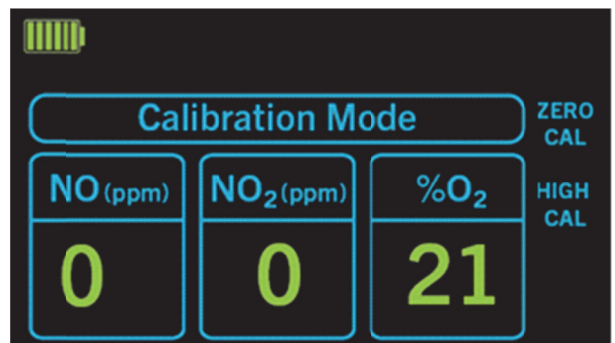 Calibration Mode
ZERO
CAL
NO (ppm)
NO₂ (ppm)
%O₂
HIGH
CAL
0
0
21